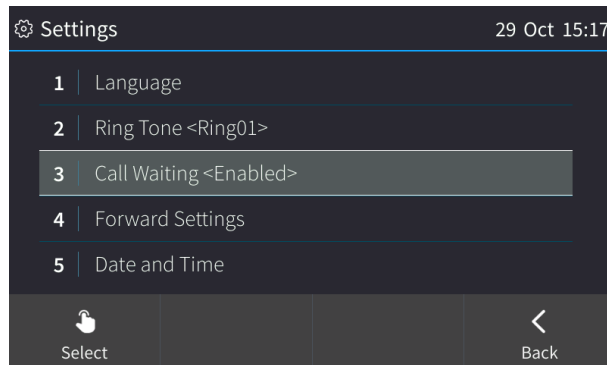 Settings
29 Oct 15:17
1 Language
2 Ring Tone <Ring01>
3 Call Waiting <Enabled>
4 Forward Settings
5 Date and Time
Select
Back